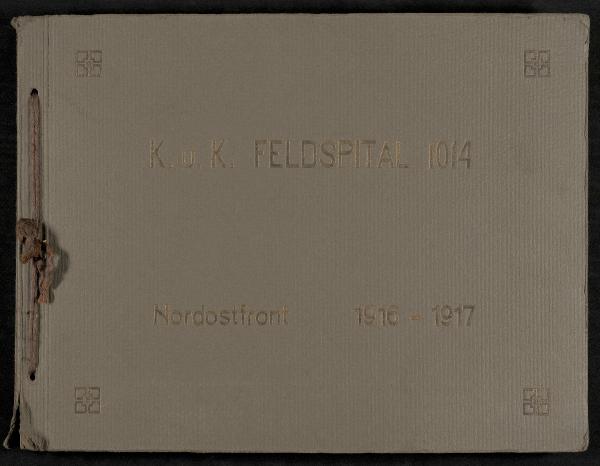 K. u. K. FELDSPITAL 1014
Nordostfront 1916 - 1917